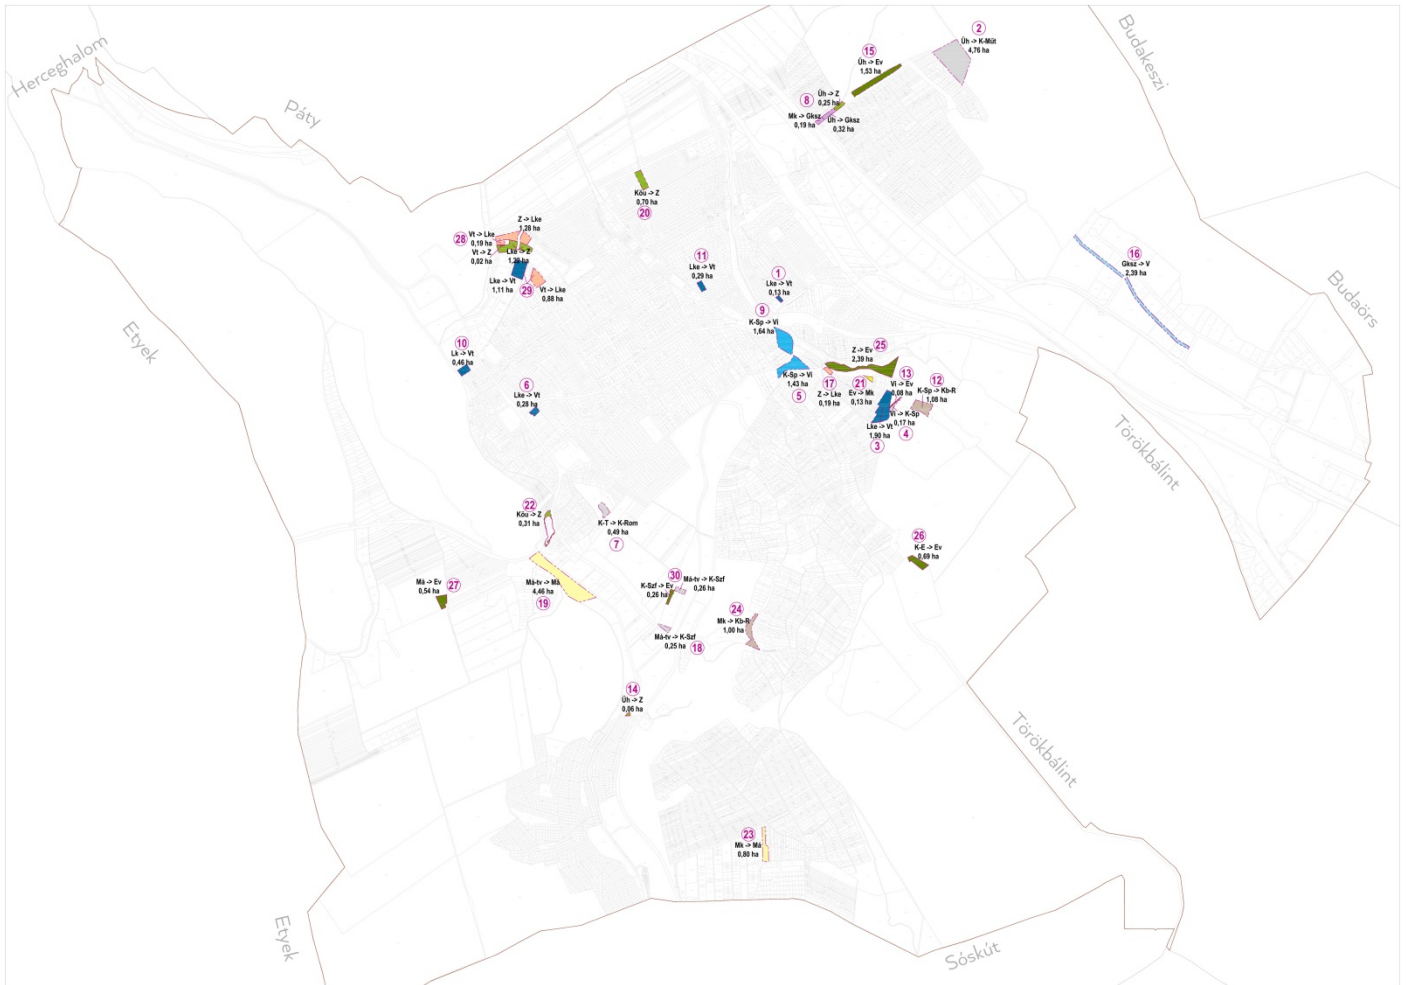 2
Üh -> K-Műt
4,76 ha
Budakeszi
15
Üh -> Ev
1,53 ha
Herceghalom
Páty
8
Üh -> Z
0,25 ha
Mk -> Gksz
0,19 ha
Üh -> Gksz
0,32 ha
Köu -> Z
0,70 ha
20
Z -> Lke
1,28 ha
28
Vt -> Lke
0,19 ha
Vt -> Z
0,02 ha
Lke -> Z
Lke -> Vt
1,11 ha
29
Vt -> Lke
0,88 ha
11
Lke -> Vt
0,29 ha
1
Lke -> Vt
0,13 ha
16
Gksz -> V
2,39 ha
Budaörs
Etyek
9
K-Sp -> Vi
1,64 ha
10
Lk -> Vt
0,46 ha
25
Z -> Ev
2,39 ha
K-Sp -> Vi
1,43 ha
5
17
Z -> Lke
0,19 ha
21
Ev -> Mk
0,13 ha
13
Vi -> Ev
0,08 ha
12
K-Sp -> Kb-R
1,08 ha
6
Lke -> Vt
0,28 ha
Vi -> K-Sp
0,17 ha
4
Lke -> Vt
1,90 ha
3
Törökbálint
22
Köu -> Z
0,31 ha
K-T -> K-Rom
0,49 ha
7
26
K-E -> Ev
0,69 ha
27
Má -> Ev
0,54 ha
Má-tv -> Má
4,46 ha
19
30
K-Szf -> Ev
0,26 ha
Má-tv -> K-Szf
0,26 ha
24
Mk -> Kb-R
1,00 ha
Má-tv -> K-Szf
0,25 ha
18
14
Üh -> Z
0,06 ha
Törökbálint
23
Mk -> Má
0,80 ha
Etyek
Sóskút